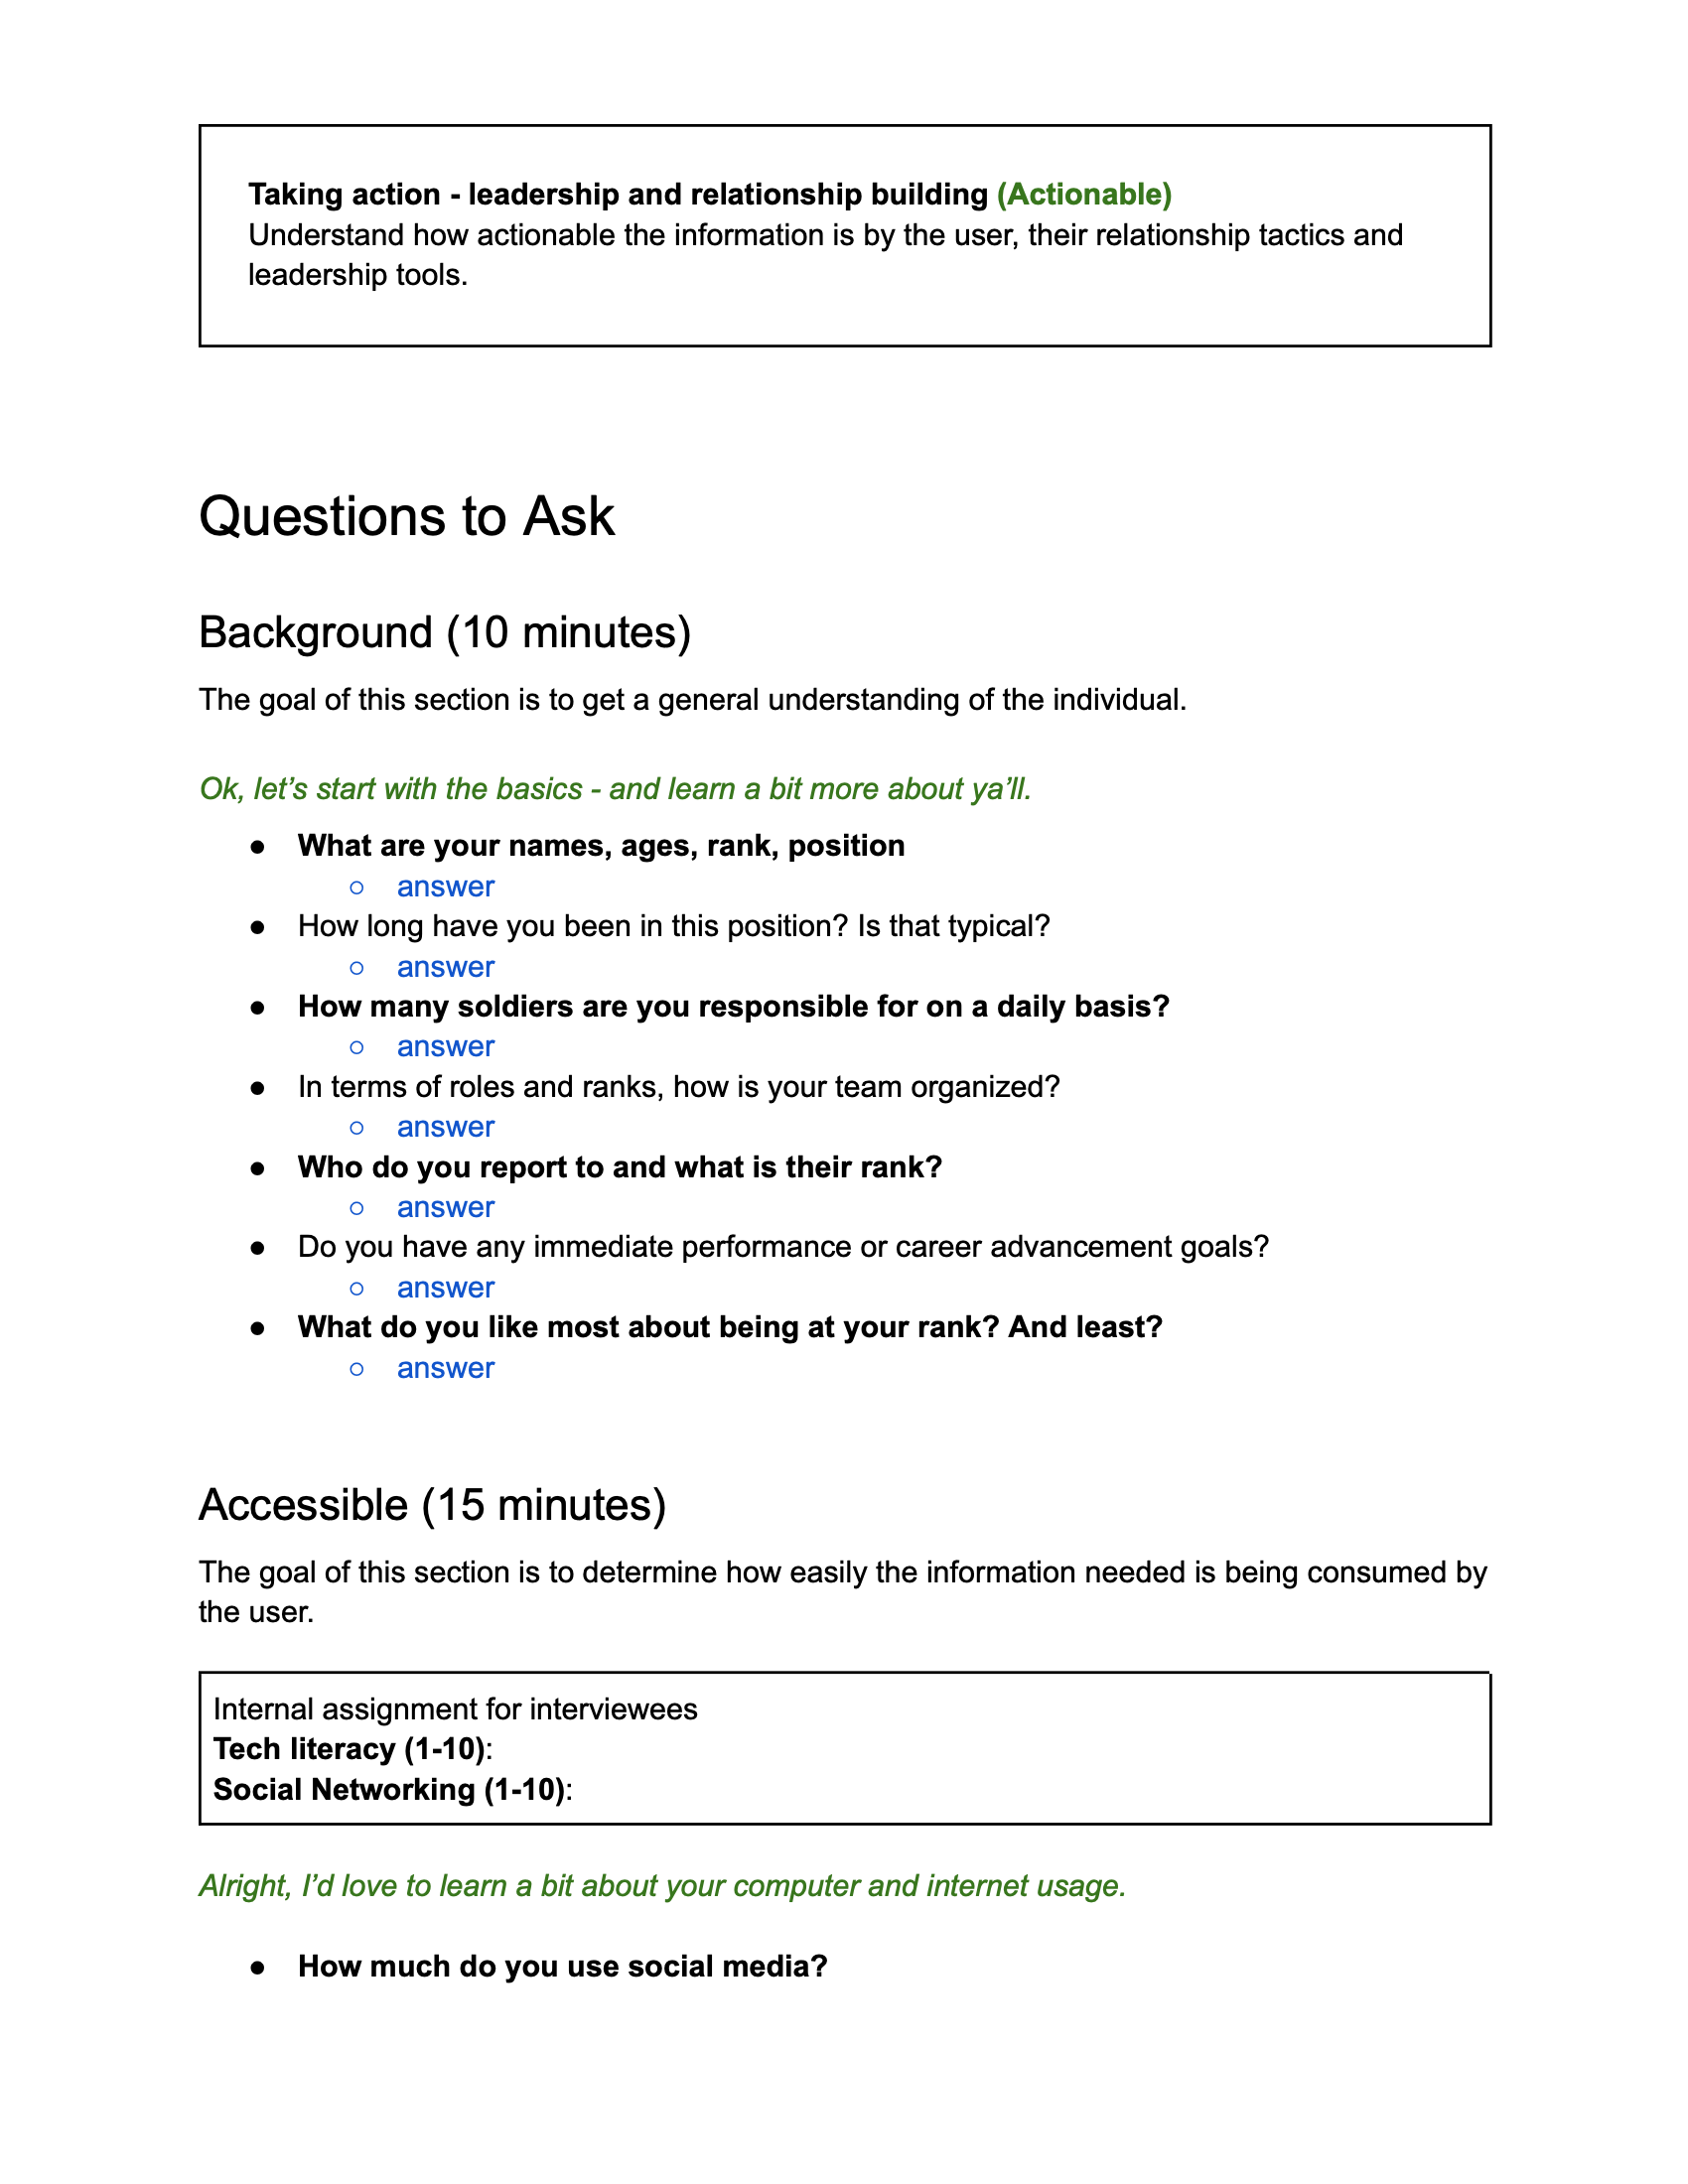 Taking action - leadership and relationship building (Actionable)
Understand how actionable the information is by the user, their relationship tactics and
leadership tools.
Questions to Ask
Background (10 minutes)
The goal of this section is to get a general understanding of the individual.
Ok, let’s start with the basics - and learn a bit more about ya’ll.
● What are your names, ages, rank, position
○ answer
● How long have you been in this position? Is that typical?
○ answer
● How many soldiers are you responsible for on a daily basis?
○ answer
● In terms of roles and ranks, how is your team organized?
○ answer
● Who do you report to and what is their rank?
○ answer
● Do you have any immediate performance or career advancement goals?
○ answer
● What do you like most about being at your rank? And least?
○ answer
Accessible (15 minutes)
The goal of this section is to determine how easily the information needed is being consumed by
the user.
Internal assignment for interviewees
Tech literacy (1-10):
Social Networking (1-10):
Alright, I’d love to learn a bit about your computer and internet usage.
● How much do you use social media?